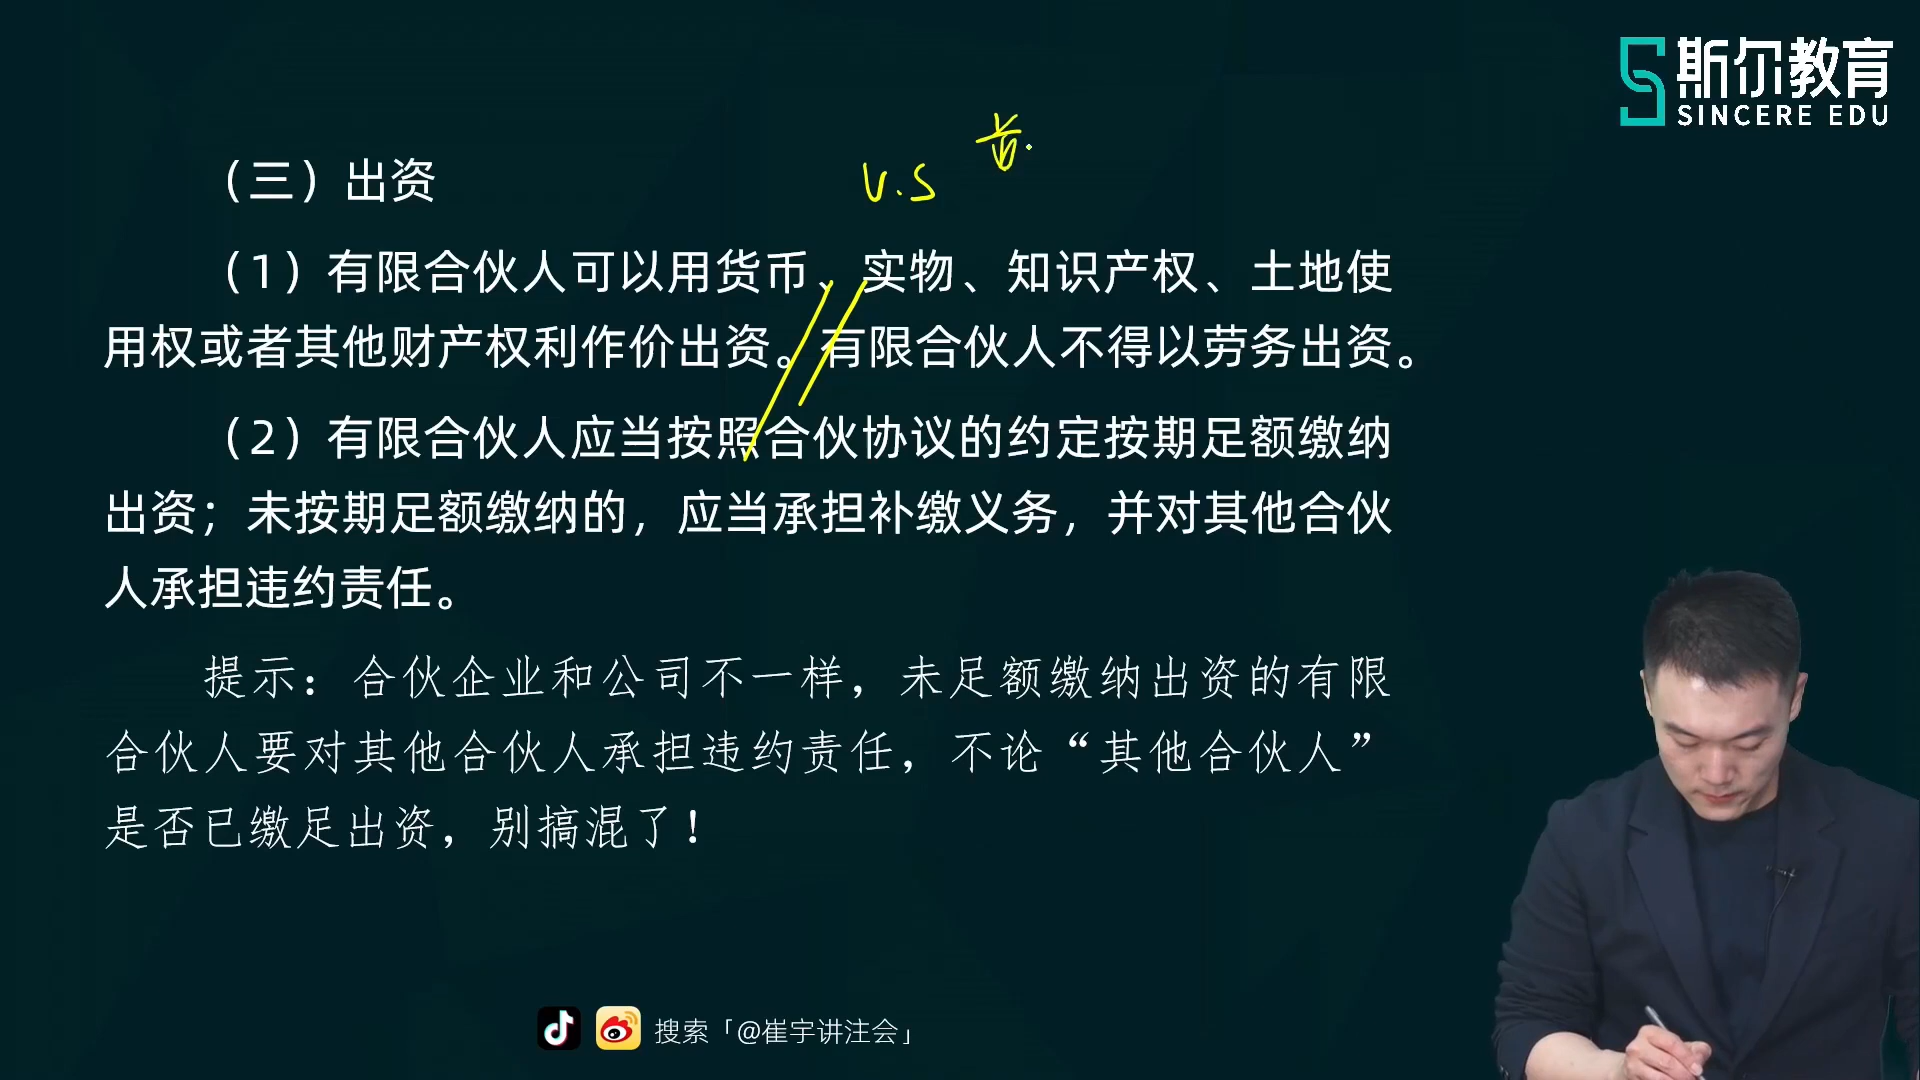 斯尔教育
SINCERE EDU
V.S 普.
（三）出资
（1）有限合伙人可以用货币、实物、知识产权、土地使
用权或者其他财产权利作价出资。有限合伙人不得以劳务出资。
（2）有限合伙人应当按照合伙协议的约定按期足额缴纳
出资；未按期足额缴纳的，应当承担补缴义务，并对其他合伙
人承担违约责任。
提示：合伙企业和公司不一样，未足额缴纳出资的有限
合伙人要对其他合伙人承担违约责任，不论“其他合伙人”
是否已缴足出资，别搞混了！
搜索「@崔宇讲注会」